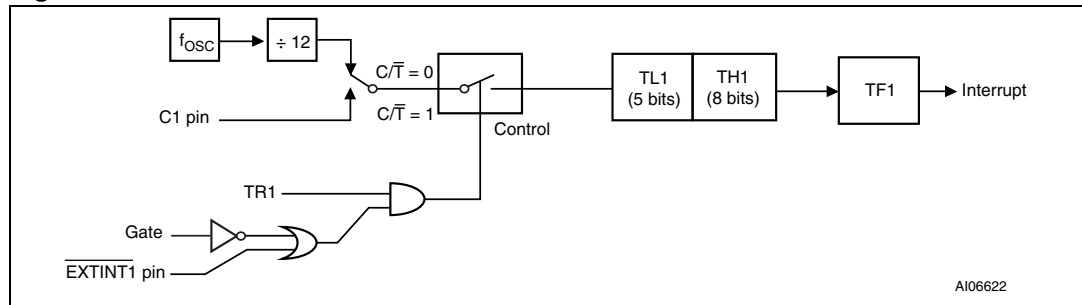 fOSC
÷ 12
C/T̅ = 0
C/T̅ = 1
C1 pin
Control
TL1
(5 bits)
TH1
(8 bits)
TF1
Interrupt
TR1
Gate
E̅X̅T̅I̅N̅T̅1̅ pin
AI06622